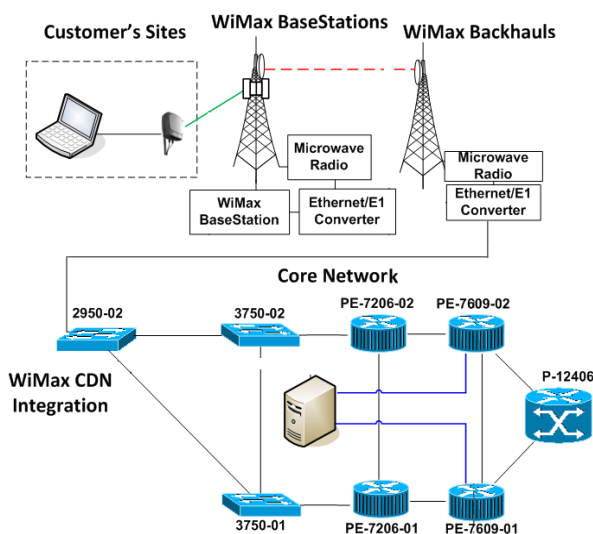 Customer's Sites
WiMax BaseStations
WiMax Backhauls
Microwave
Radio
WiMax
BaseStation
Ethernet/E1
Converter
Microwave
Radio
Ethernet/E1
Converter
Core Network
2950-02
3750-02
PE-7206-02
PE-7609-02
P-12406
WiMax CDN
Integration
3750-01
PE-7206-01
PE-7609-01